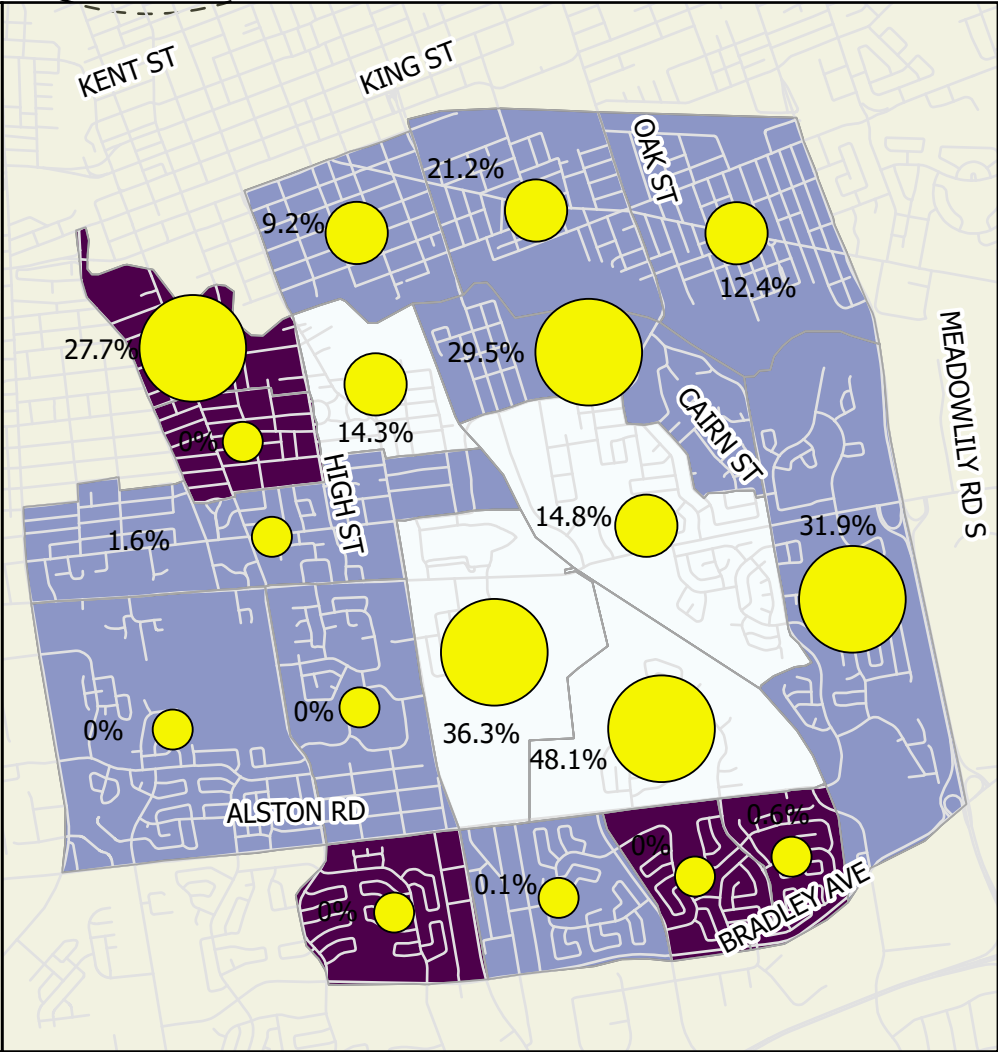 KENT ST
KING ST
OAK ST
21.2%
9.2%
12.4%
27.7%
29.5%
MEADOWLILY RD S
CAIRN ST
14.3%
0%
HIGH ST
14.8%
31.9%
1.6%
0%
0%
36.3%
48.1%
ALSTON RD
0.6%
0%
0.1%
0%
BRADLEY AVE